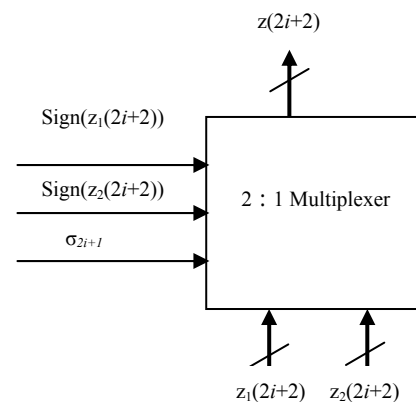 z(2i+2)
Sign(z₁(2i+2))
Sign(z₂(2i+2))
2 : 1 Multiplexer
σ₂ᵢ₊₁
z₁(2i+2) z₂(2i+2)